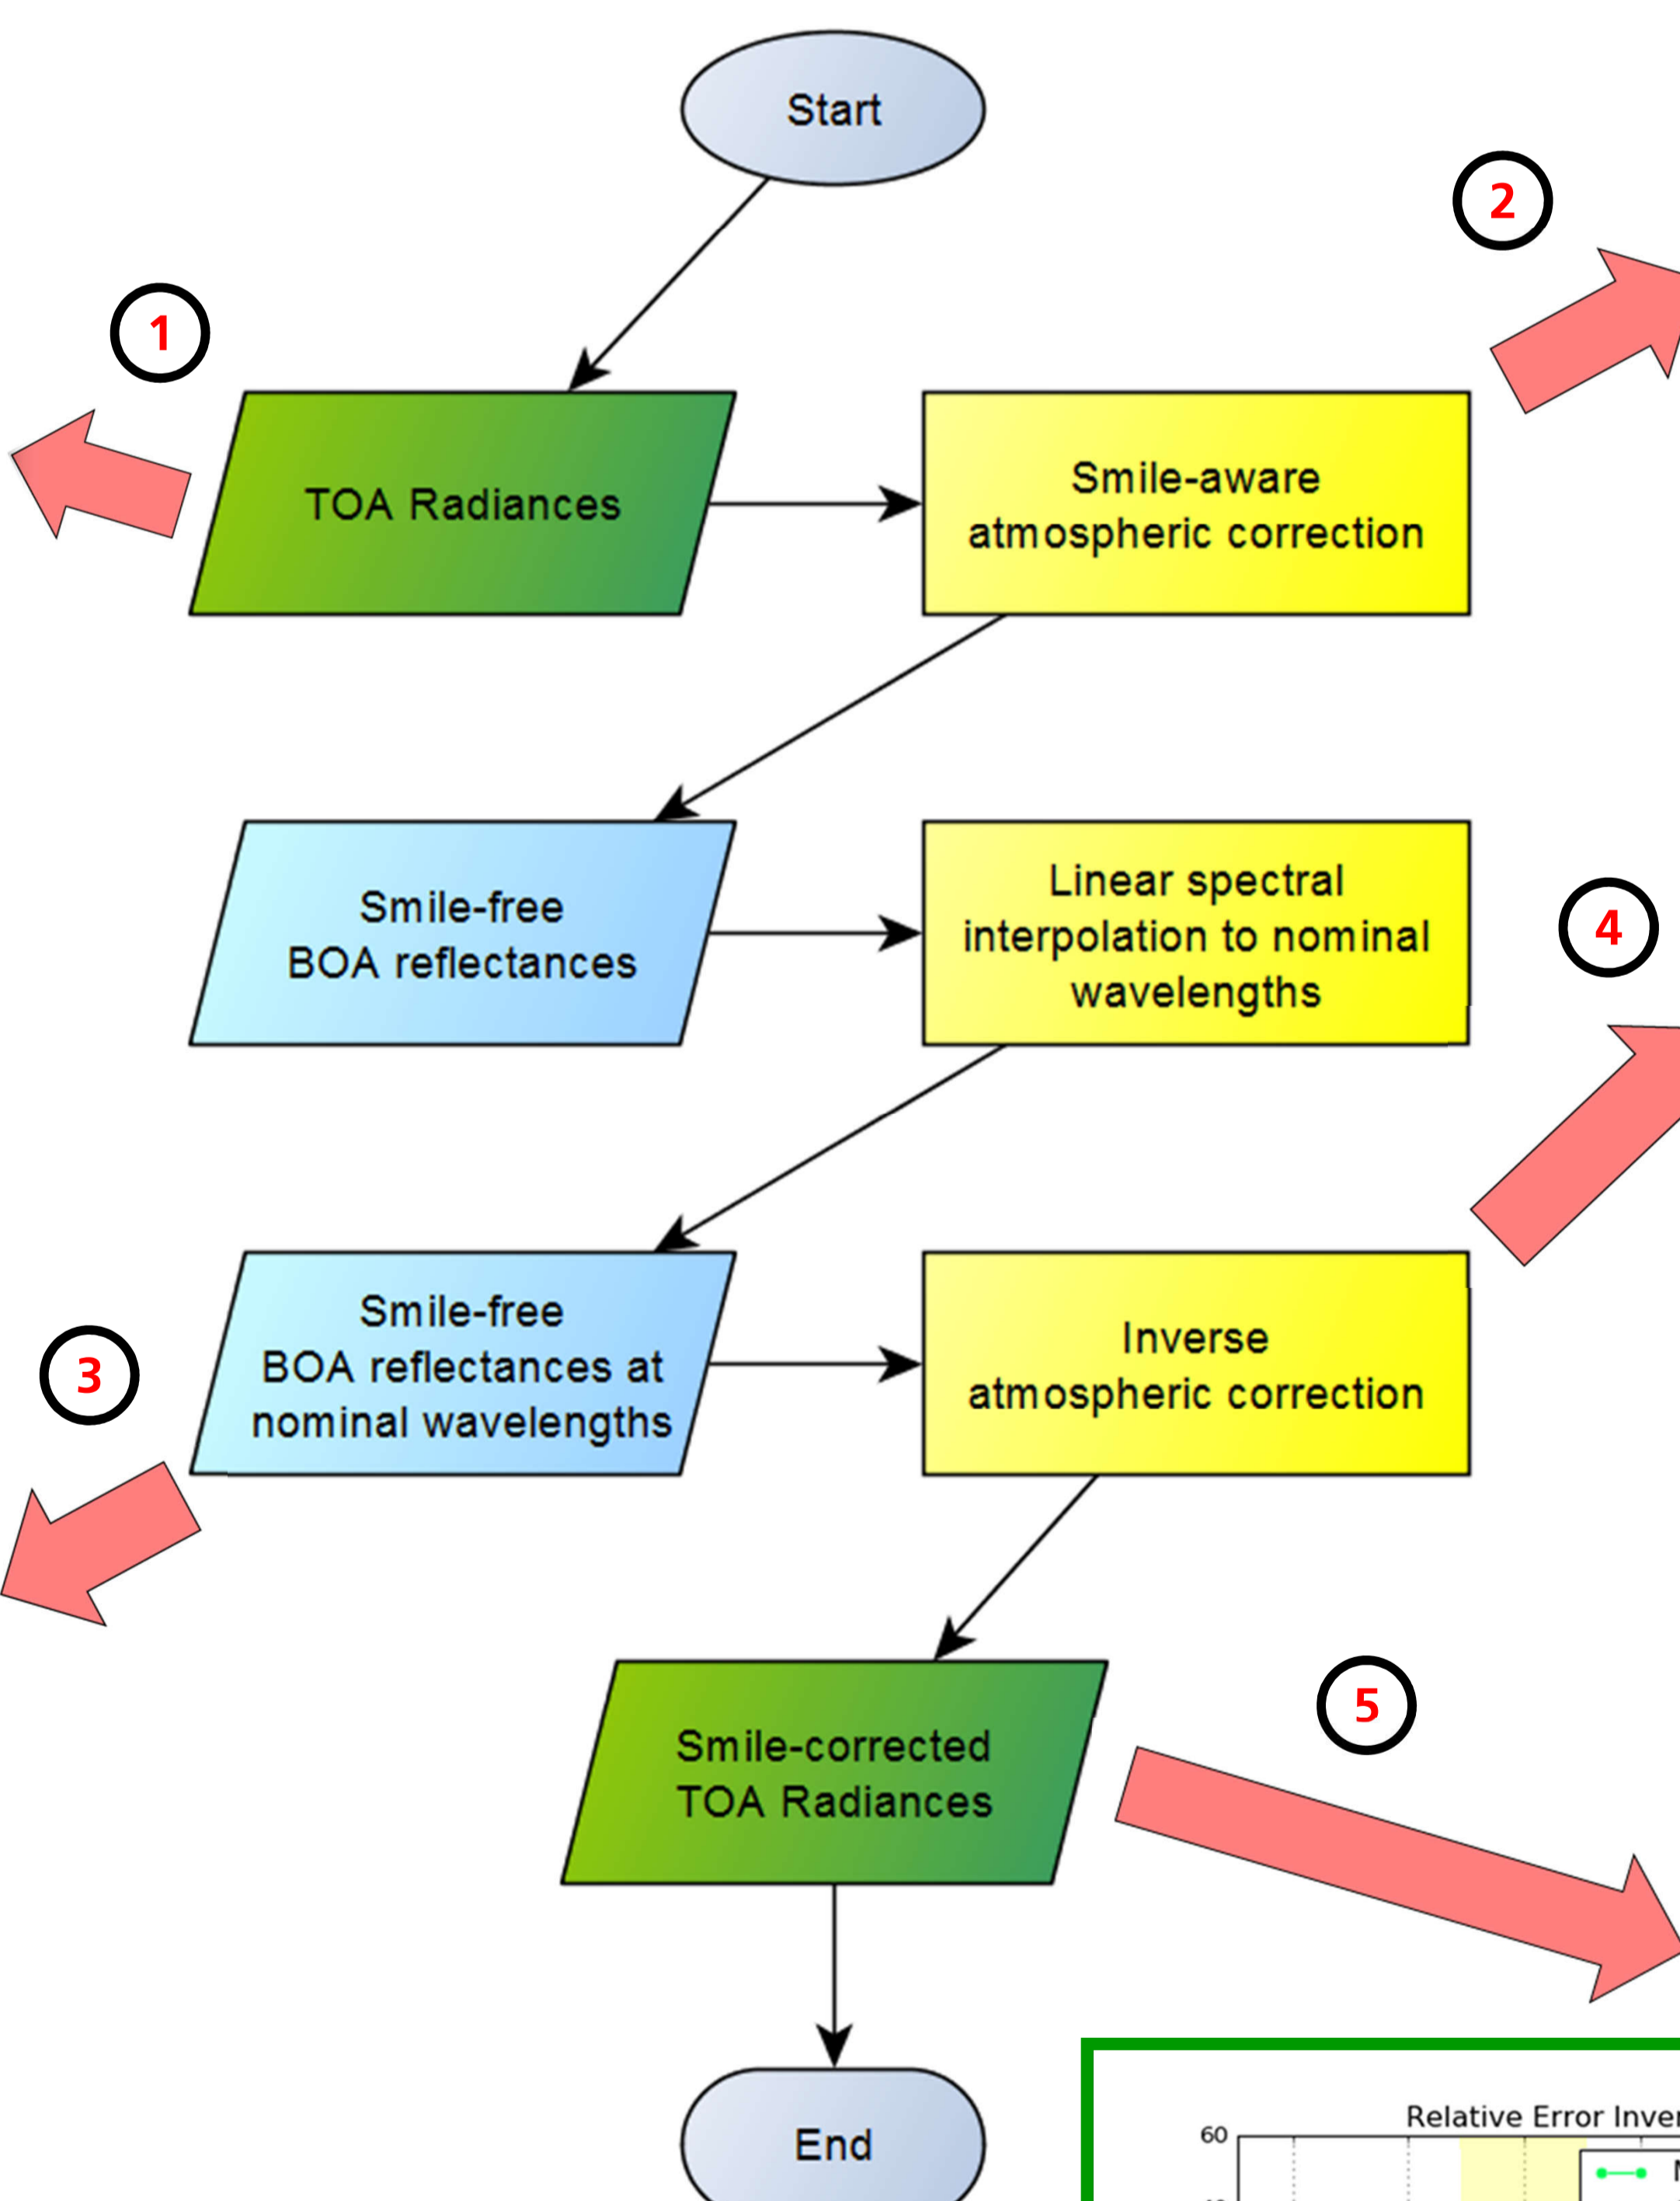 Start
2
1
TOA Radiances
Smile-aware
atmospheric correction
Smile-free
BOA reflectances
Linear spectral
interpolation to nominal
wavelengths
4
3
Smile-free
BOA reflectances at
nominal wavelengths
Inverse
atmospheric correction
5
Smile-corrected
TOA Radiances
End
Relative Error
60